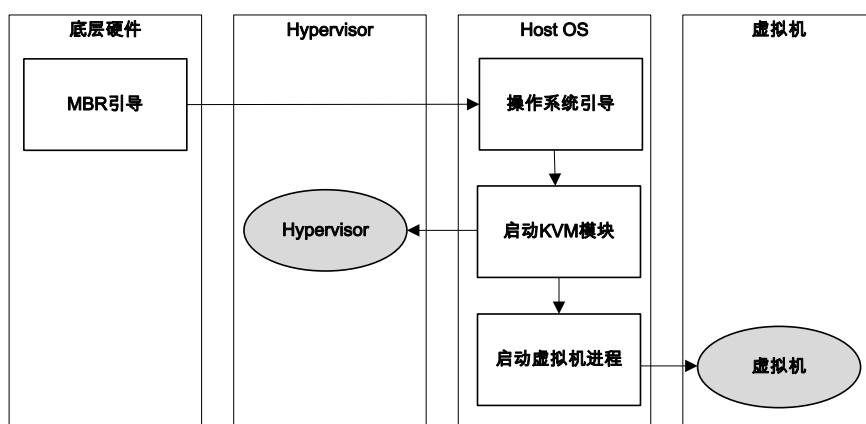 底层硬件
Hypervisor
Host OS
虚拟机
MBR引导
操作系统引导
Hypervisor
启动KVM模块
启动虚拟机进程
虚拟机